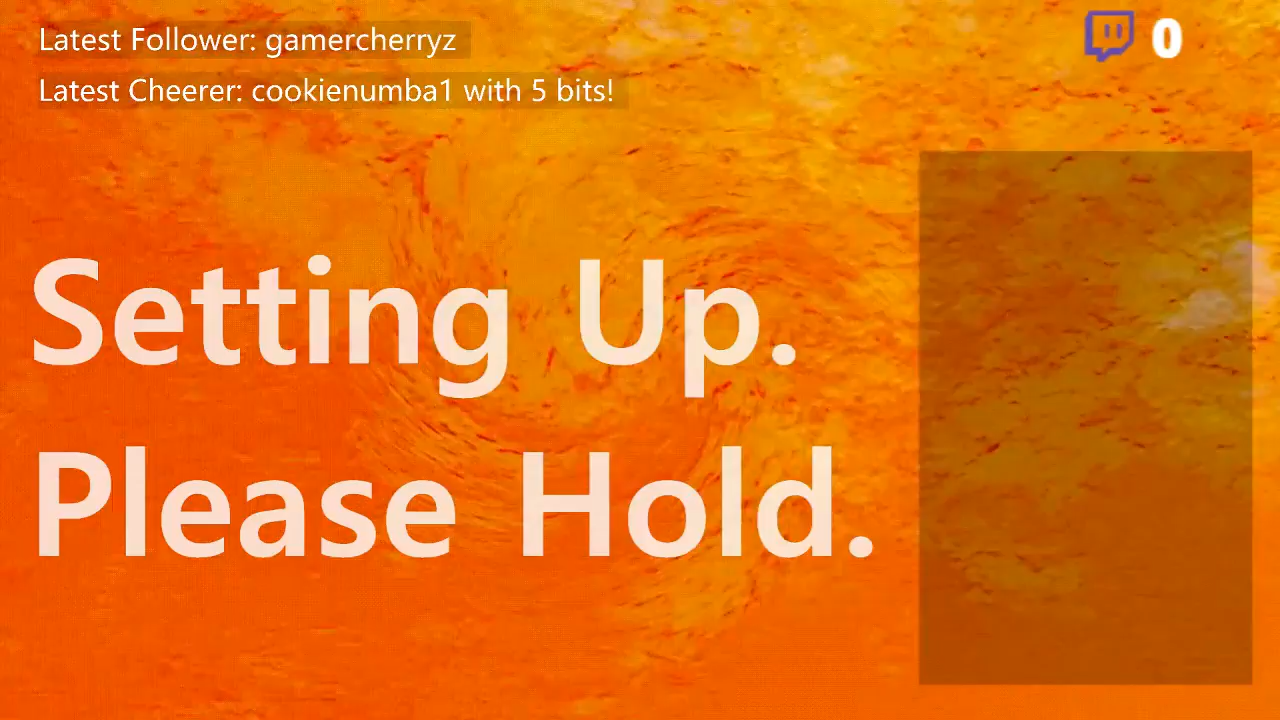 Latest Follower: gamercherryz
Latest Cheerer: cookienumba1 with 5 bits!
0
Setting Up.
Please Hold.